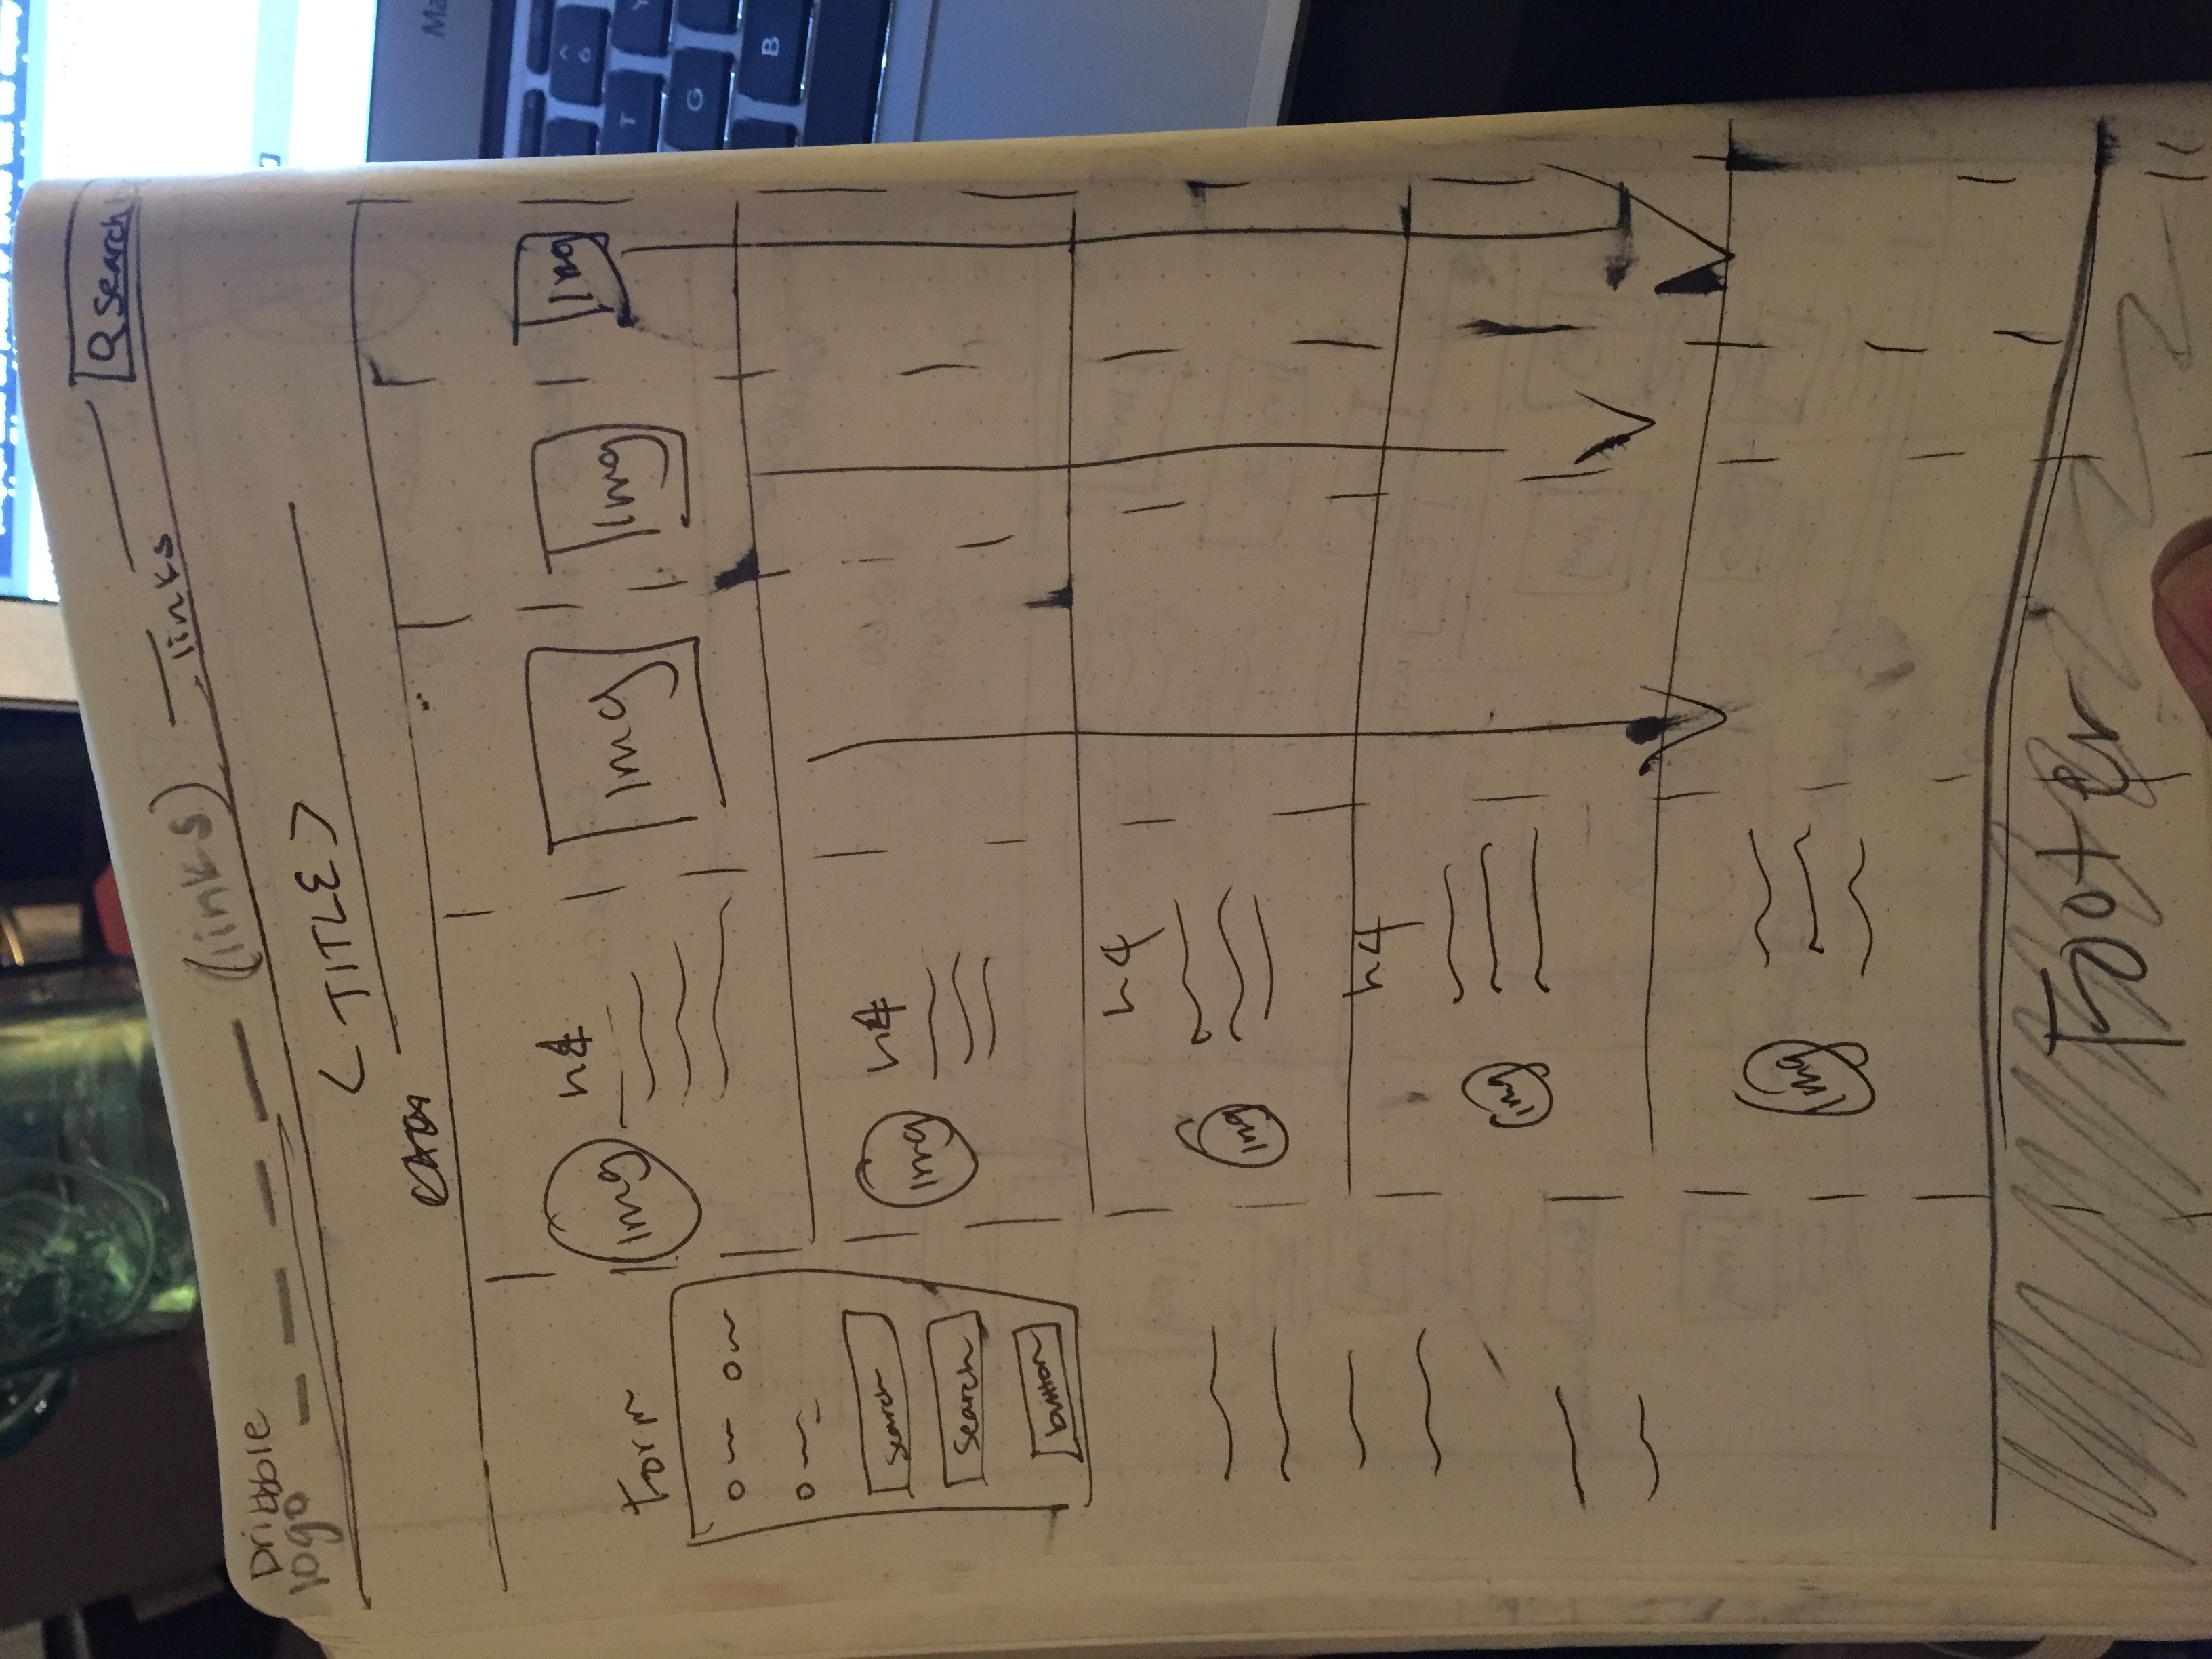 Search
Dribbble
logo
(links)
links
< TITLE >
Form
img
h4
img
img
img
search
search
button
img
h4
img
h4
img
h4
img
Footer
T
G
B
6